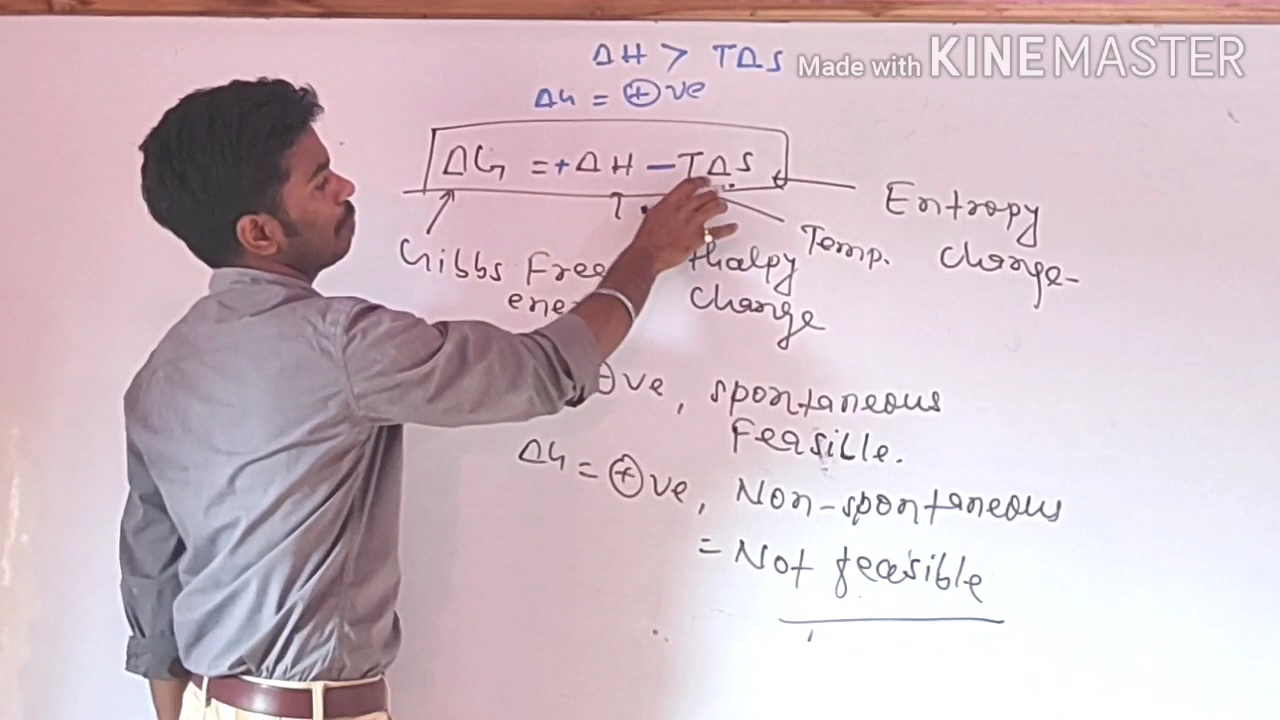 ΔH > TΔS
Made with KINEMASTER
ΔG = ⊕ve
ΔG = +ΔH − TΔS
Entropy
change
Temp.
Gibbs Free
thalpy
change
⊖ve, spontaneous
Feasible.
ΔG = ⊕ve, Non-spontaneous
= Not feasible